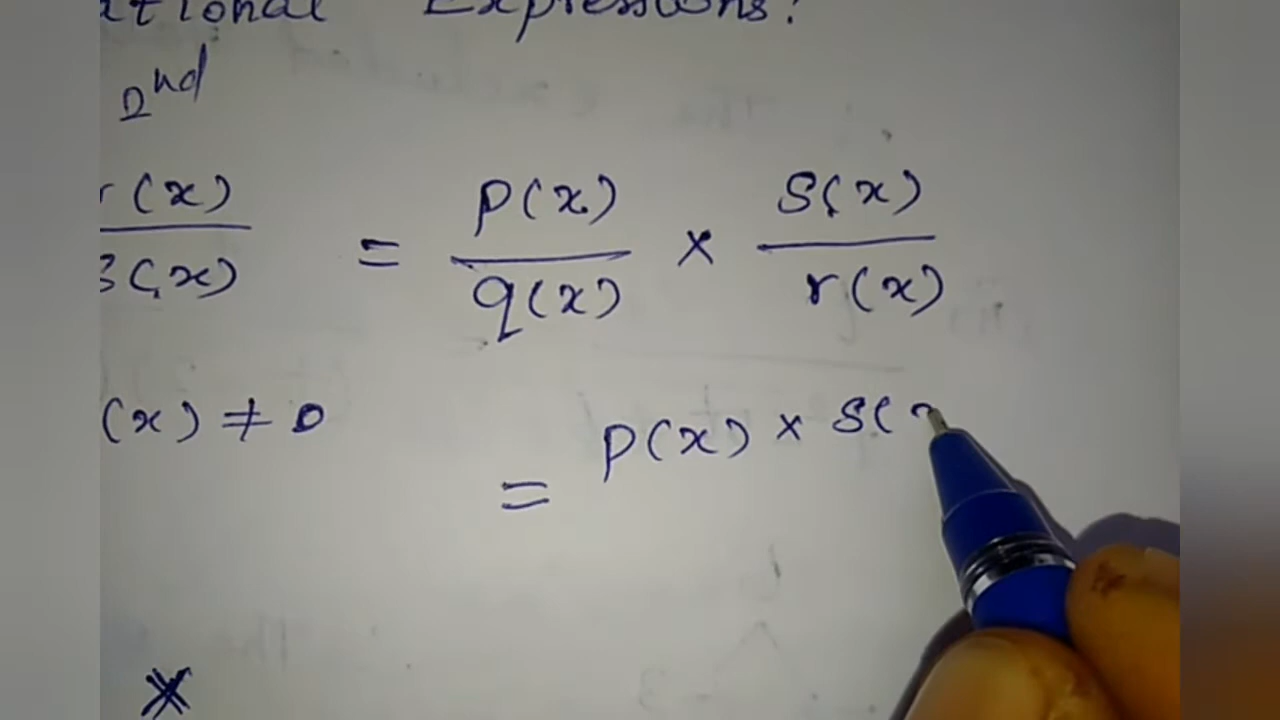 Expressions:
2nd
r(x) / s(x) = p(x) / q(x) × s(x) / r(x)
(x) ≠ 0
= p(x) × s(